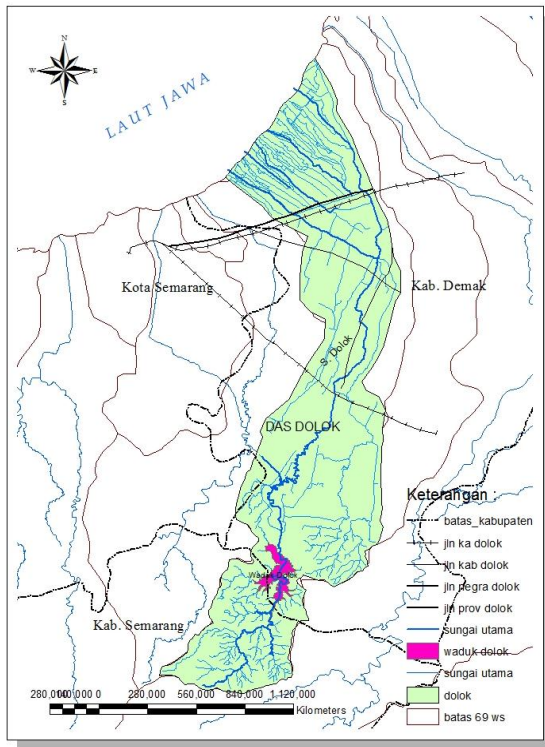 N
W E
S
LAUT JAWA
Kota Semarang
Kab. Demak
S. Dolok
DAS DOLOK
Waduk Dolok
Kab. Semarang
Keterangan :
batas_kabupaten
jln ka dolok
jln kab dolok
jln negra dolok
jln prov dolok
sungai utama
waduk dolok
sungai utama
dolok
batas 69 ws
280,000 0 280,000 560,000 840,000 1,120,000
Kilometers